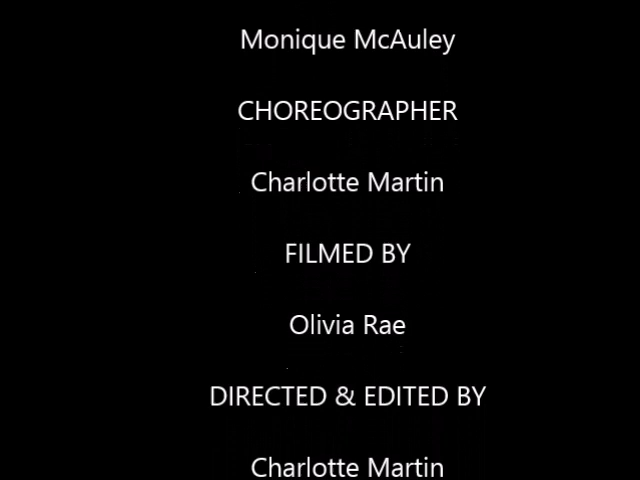 Monique McAuley
CHOREOGRAPHER
Charlotte Martin
FILMED BY
Olivia Rae
DIRECTED & EDITED BY
Charlotte Martin